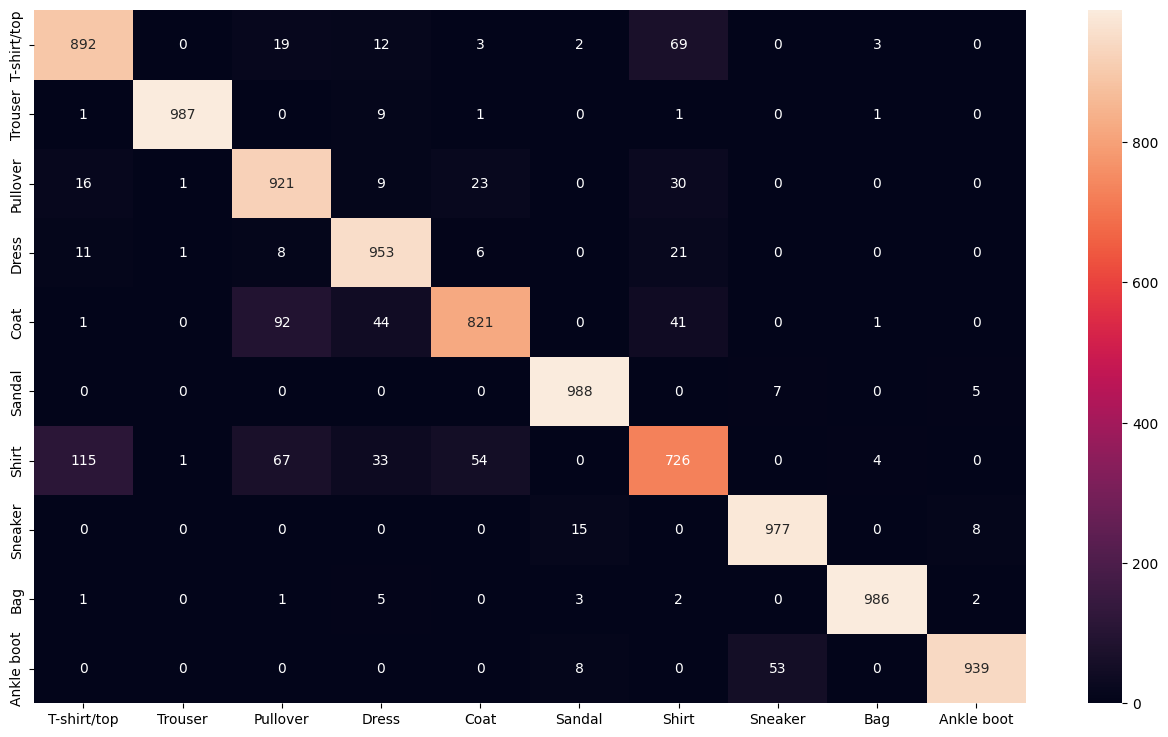 T-shirt/top 892 0 19 12 3 2 69 0 3 0
Trouser 1 987 0 9 1 0 1 0 1 0
Pullover 16 1 921 9 23 0 30 0 0 0
Dress 11 1 8 953 6 0 21 0 0 0
Coat 1 0 92 44 821 0 41 0 1 0
Sandal 0 0 0 0 0 988 0 7 0 5
Shirt 115 1 67 33 54 0 726 0 4 0
Sneaker 0 0 0 0 0 15 0 977 0 8
Bag 1 0 1 5 0 3 2 0 986 2
Ankle boot 0 0 0 0 0 8 0 53 0 939
T-shirt/top Trouser Pullover Dress Coat Sandal Shirt Sneaker Bag Ankle boot
800
600
400
200
0